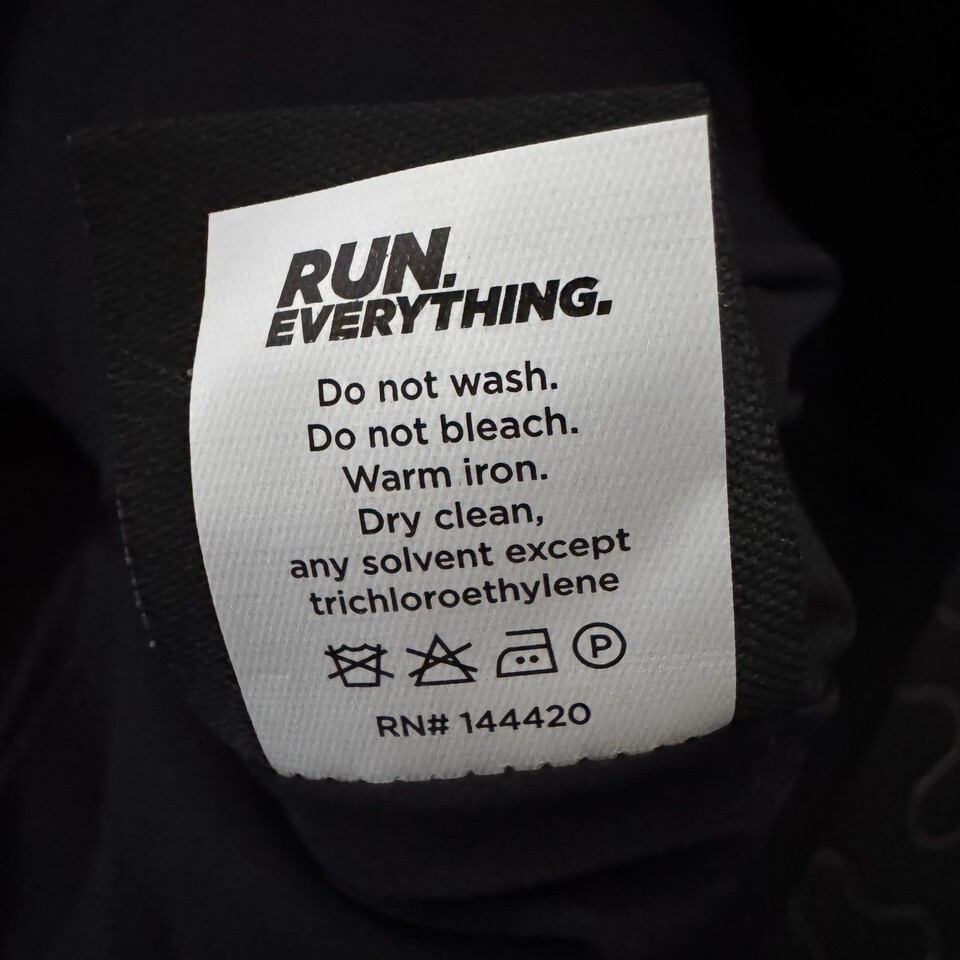 RUN.
EVERYTHING.
Do not wash.
Do not bleach.
Warm iron.
Dry clean,
any solvent except
trichloroethylene
P
RN# 144420